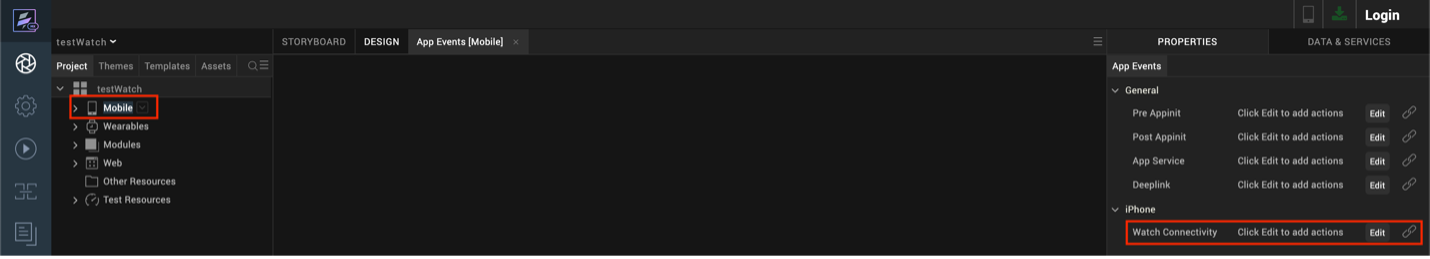 Login
testWatch
STORYBOARD DESIGN App Events [Mobile] ×
PROPERTIES DATA & SERVICES
Project Themes Templates Assets
App Events
testWatch
Mobile
Wearables
Modules
Web
Other Resources
Test Resources
General
Pre Appinit Click Edit to add actions Edit
Post Appinit Click Edit to add actions Edit
App Service Click Edit to add actions Edit
Deeplink Click Edit to add actions Edit
iPhone
Watch Connectivity Click Edit to add actions Edit